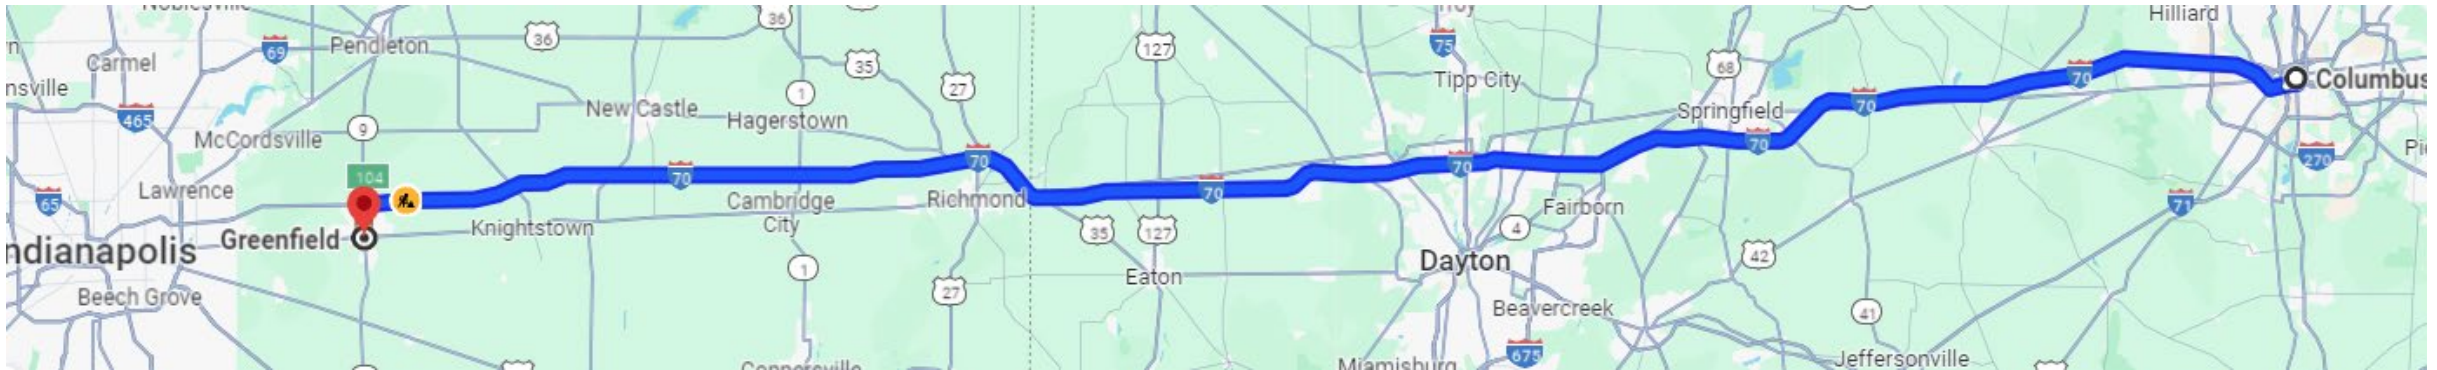 Noblesville
36
Troy
Hilliard
Pendleton
36
69
127
75
35
68
Carmel
Tipp City
70
Columbus
nsville
27
1
New Castle
Springfield
70
465
Hagerstown
9
McCordsville
70
70
70
270
104
70
70
Lawrence
65
Cambridge
City
Richmond
71
Fairborn
Knightstown
35
127
4
Greenfield
ndianapolis
42
Dayton
1
Eaton
27
Beech Grove
Beavercreek
41
675
Jeffersonville
Miamisburg
Connersville